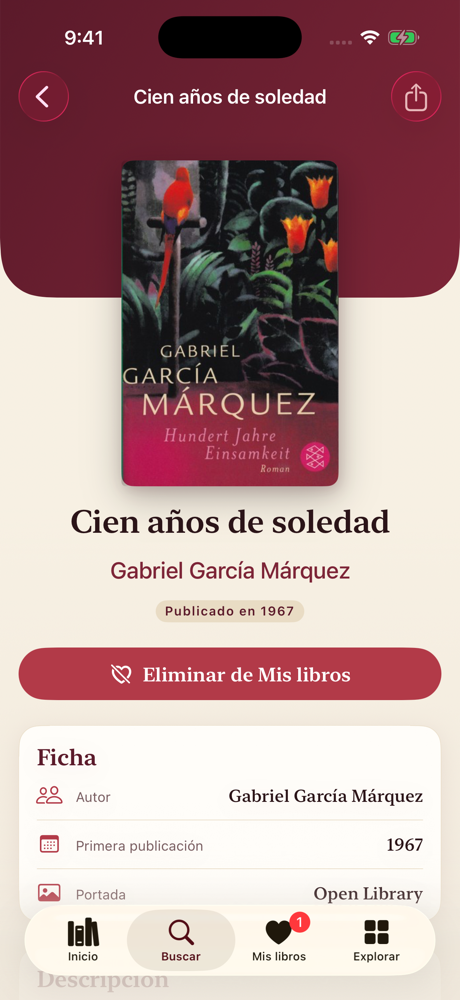 9:41
Cien años de soledad
GABRIEL
GARCÍA
MÁRQUEZ
Hundert Jahre
Einsamkeit
Roman
Cien años de soledad
Gabriel García Márquez
Publicado en 1967
Eliminar de Mis libros
Ficha
Autor Gabriel García Márquez
Primera publicación 1967
Portada Open Library
1
Inicio Buscar Mis libros Explorar
Descripción